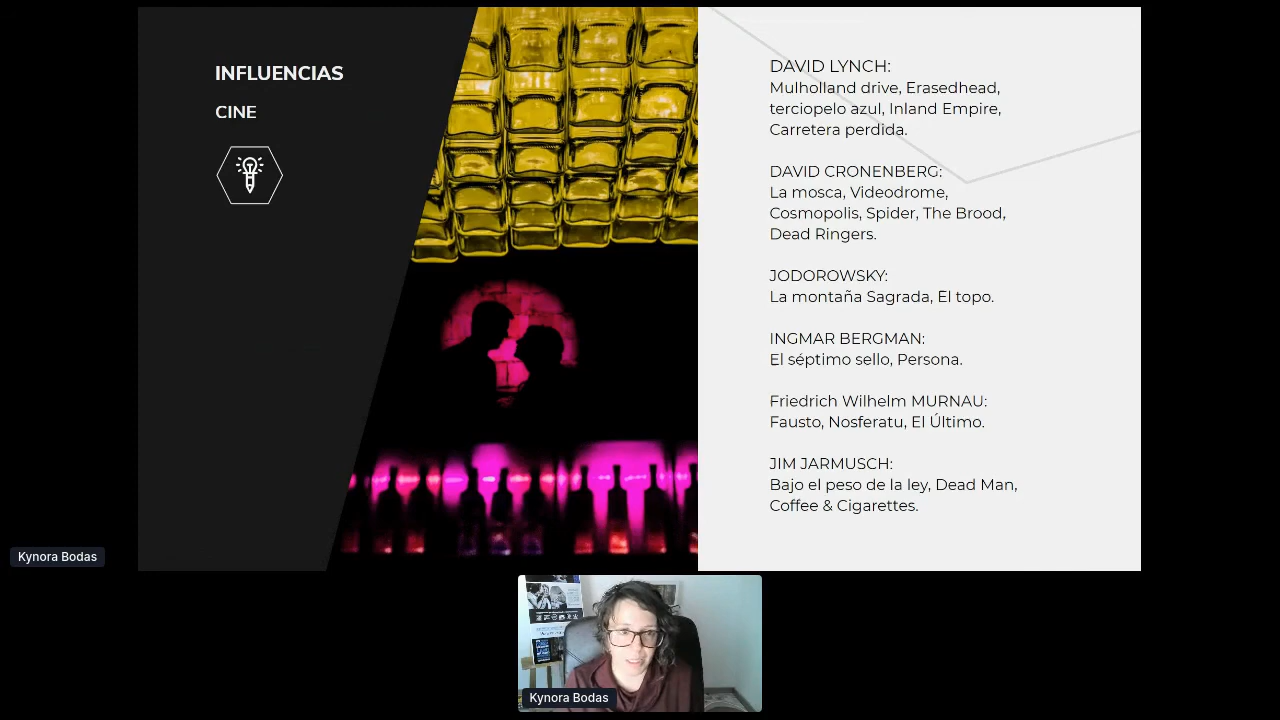 INFLUENCIAS
CINE
DAVID LYNCH:
Mulholland drive, Erasedhead,
terciopelo azul, Inland Empire,
Carretera perdida.
DAVID CRONENBERG:
La mosca, Videodrome,
Cosmopolis, Spider, The Brood,
Dead Ringers.
JODOROWSKY:
La montaña Sagrada, El topo.
INGMAR BERGMAN:
El séptimo sello, Persona.
Friedrich Wilhelm MURNAU:
Fausto, Nosferatu, El Último.
JIM JARMUSCH:
Bajo el peso de la ley, Dead Man,
Coffee & Cigarettes.
Kynora Bodas
Kynora Bodas